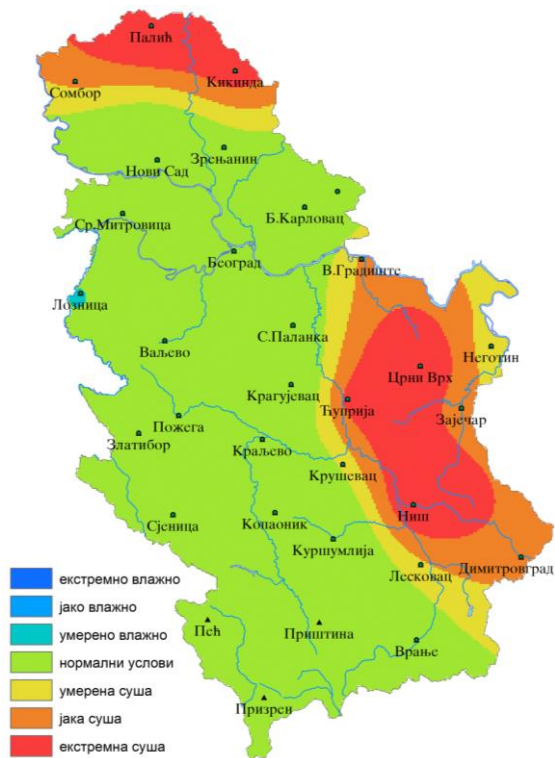 Палић
Кикинда
Сомбор
Зрењанин
Нови Сад
Б.Карловац
Ср.Митровица
Београд
В.Градиште
Лозница
С.Паланка
Неготин
Ваљево
Црни Врх
Крагујевац
Ћуприја
Зајечар
Пожега
Златибор
Краљево
Крушевац
Ниш
Сјеница
Копаоник
Куршумлија
Димитровград
Лесковац
Пећ
Приштина
Врање
Призрен
екстремно влажно
јако влажно
умерено влажно
нормални услови
умерена суша
јака суша
екстремна суша